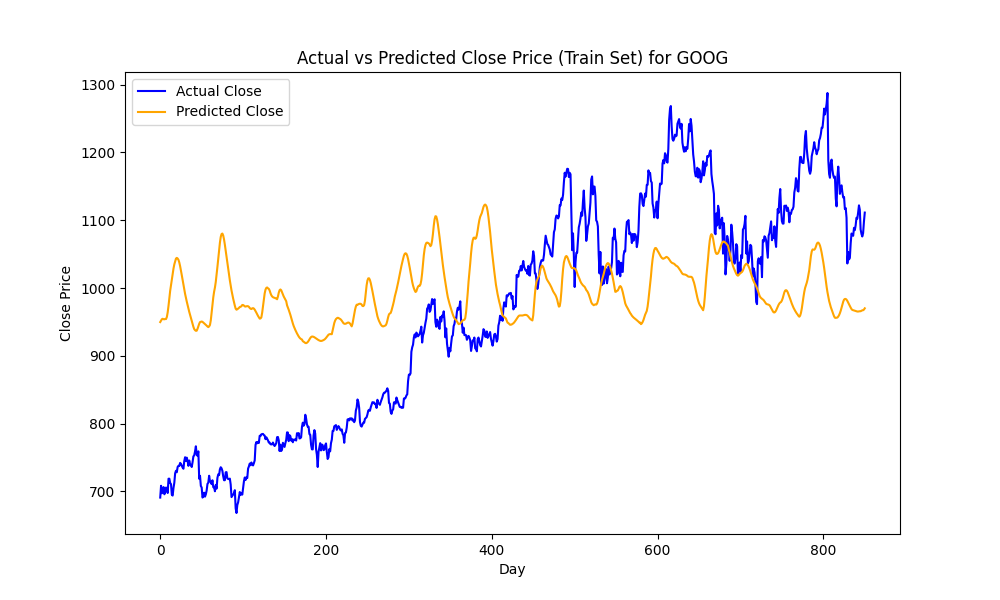 Actual vs Predicted Close Price (Train Set) for GOOG
Actual Close
Predicted Close
Close Price
1300
1200
1100
1000
900
800
700
0 200 400 600 800
Day